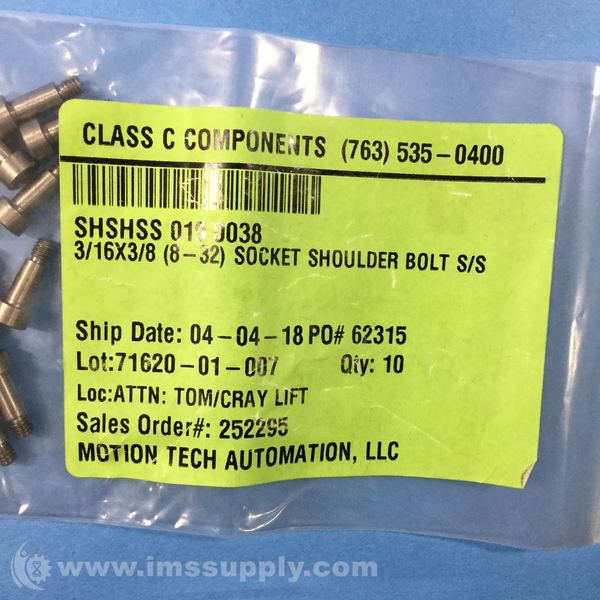 CLASS C COMPONENTS (763) 535-0400
SHSHSS 0038
3/16X3/8 (8-32) SOCKET SHOULDER BOLT S/S
Ship Date: 04-04-18 PO# 62315
Lot:71620-01-007 Qty: 10
Loc:ATTN: TOM/CRAY LIFT
Sales Order#: 252295
MOTION TECH AUTOMATION, LLC
www.imssupply.com